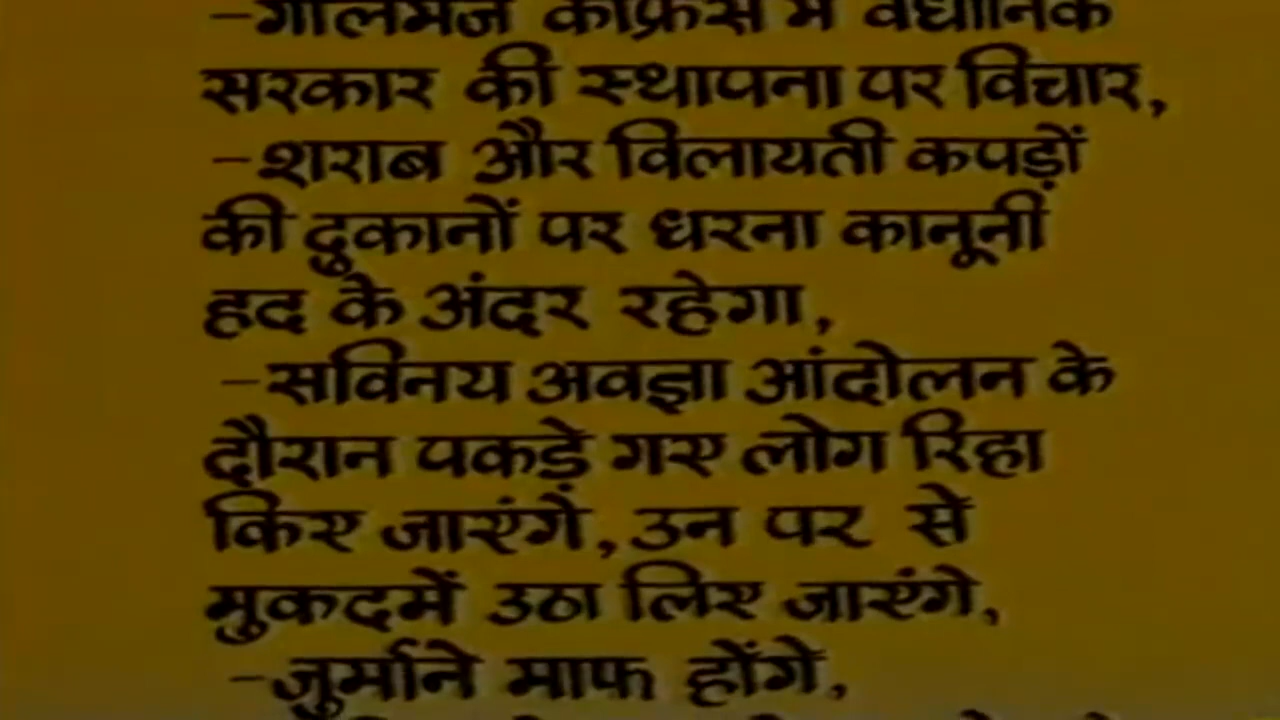 -गोलमेज कांफ्रेंस में वैधानिक
सरकार की स्थापना पर विचार,
-शराब और विलायती कपड़ों
की दुकानों पर धरना कानूनी
हद के अंदर रहेगा,
-सविनय अवज्ञा आंदोलन के
दौरान पकड़े गए लोग रिहा
किए जाएंगे, उन पर से
मुकदमें उठा लिए जाएंगे,
-जुर्माने माफ होंगे,